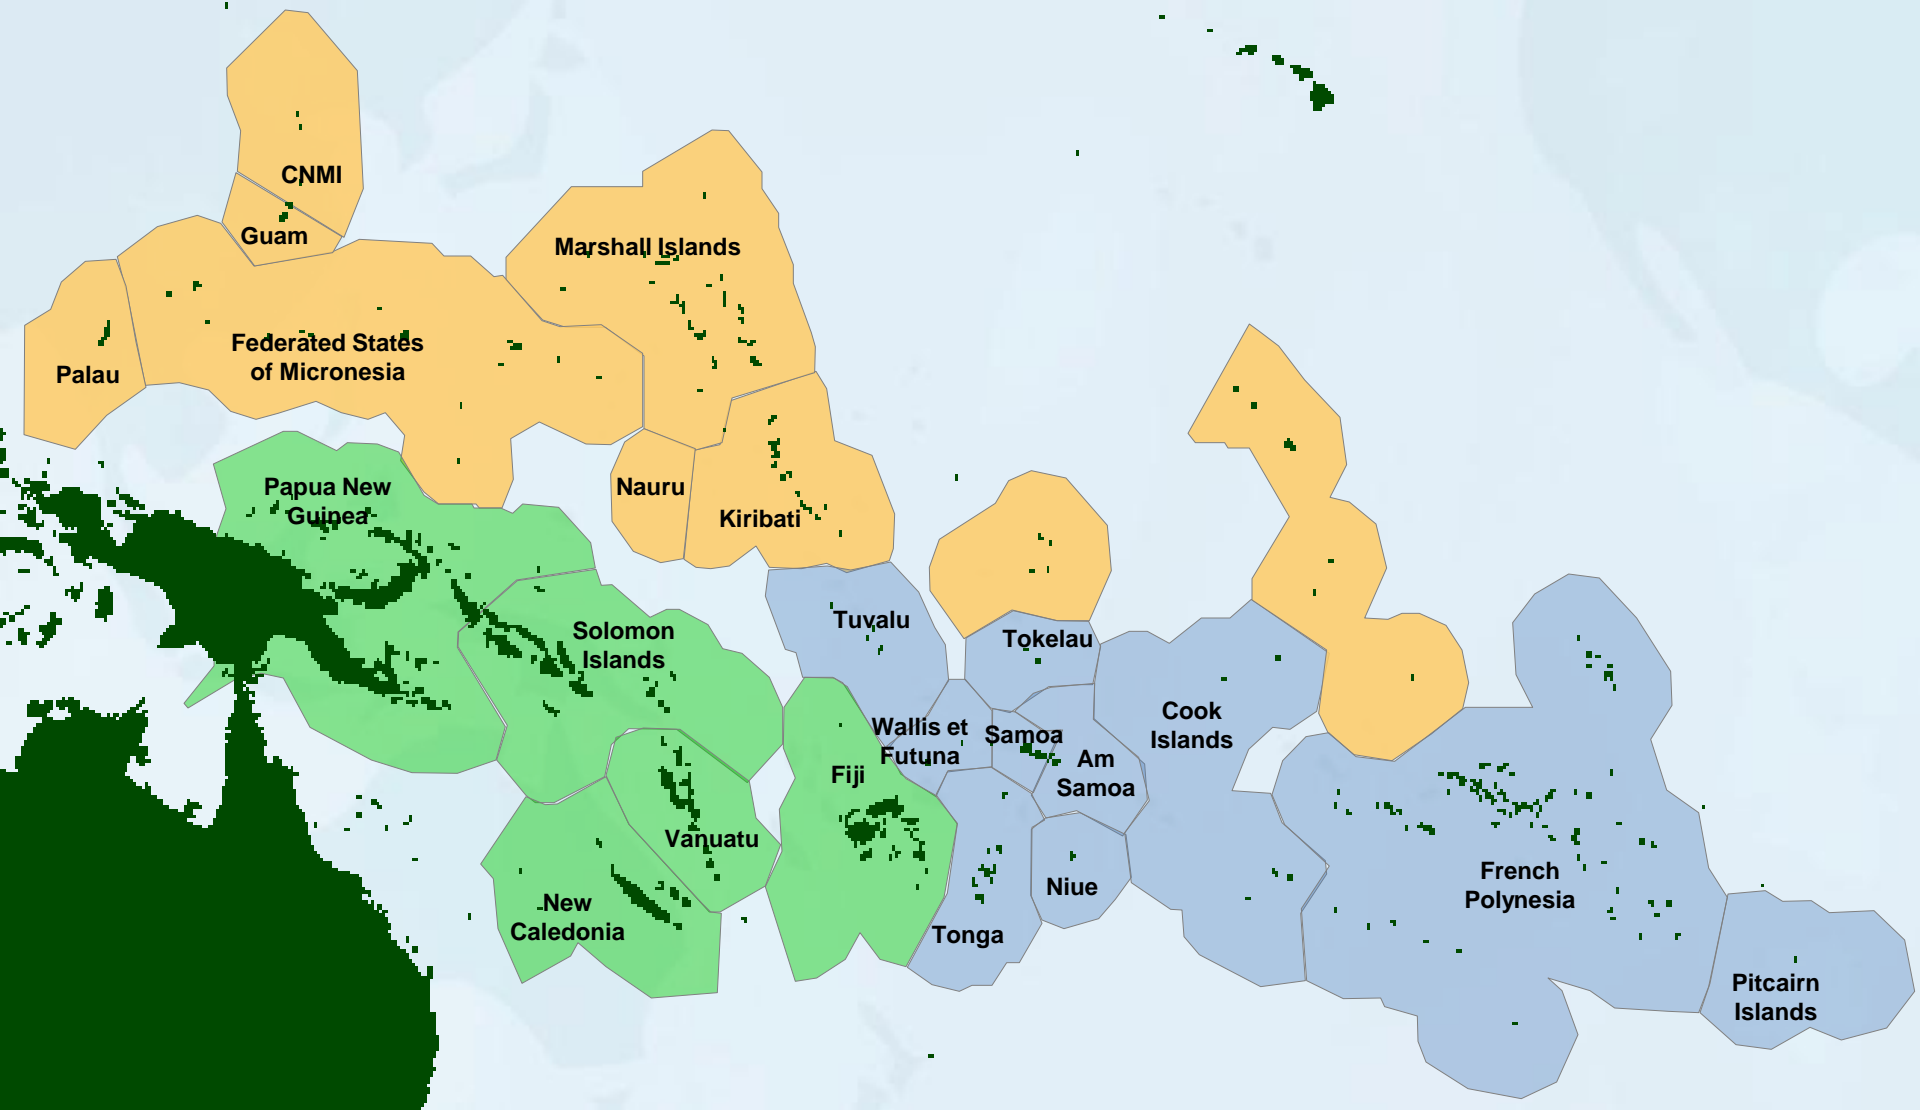 CNMI
Guam
Marshall Islands
Federated States
of Micronesia
Palau
Papua New
Guinea
Nauru
Kiribati
Solomon
Islands
Tuvalu
Tokelau
Wallis et
Futuna
Samoa
Am
Samoa
Cook
Islands
Fiji
Vanuatu
New
Caledonia
Niue
Tonga
French
Polynesia
Pitcairn
Islands